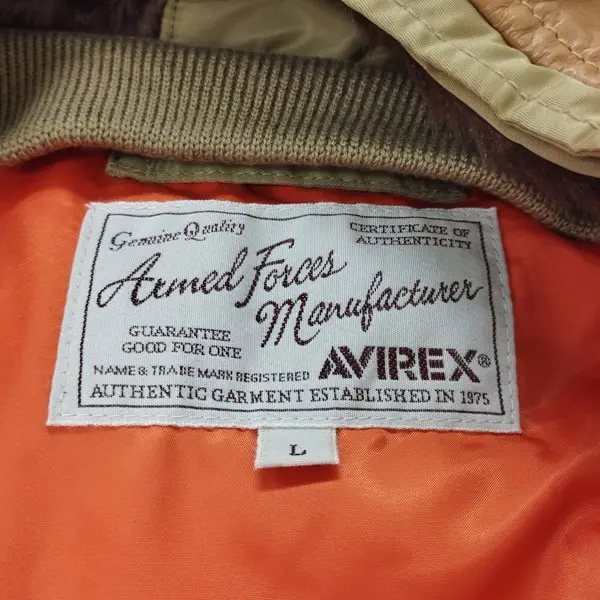 Genuine Quality
CERTIFICATE OF
AUTHENTICITY
Armed Forces
Manufacturer
GUARANTEE
GOOD FOR ONE
AVIREX®
NAME & TRADE MARK REGISTERED
AUTHENTIC GARMENT ESTABLISHED IN 1975
L